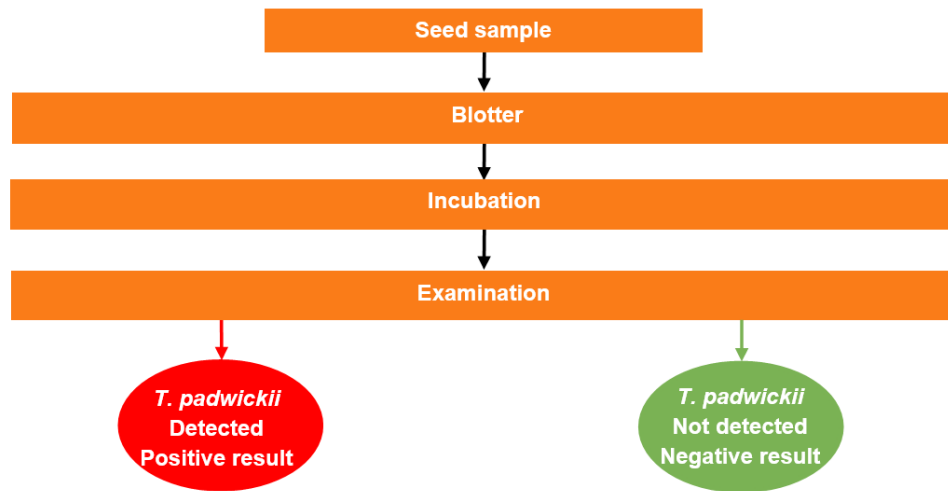 Seed sample
Blotter
Incubation
Examination
T. padwickii
Detected
Positive result
T. padwickii
Not detected
Negative result